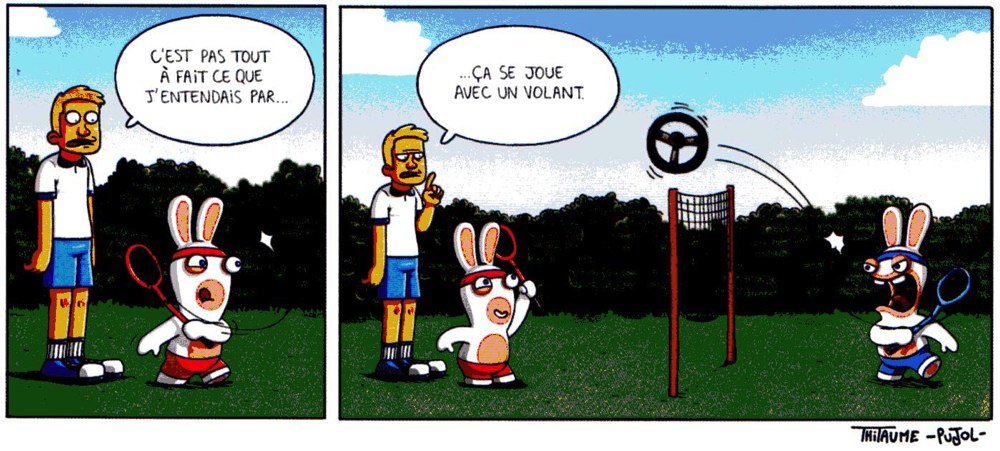 C'EST PAS TOUT
À FAIT CE QUE
J'ENTENDAIS PAR...
...ÇA SE JOUE
AVEC UN VOLANT.
THITAUME -PUJOL-